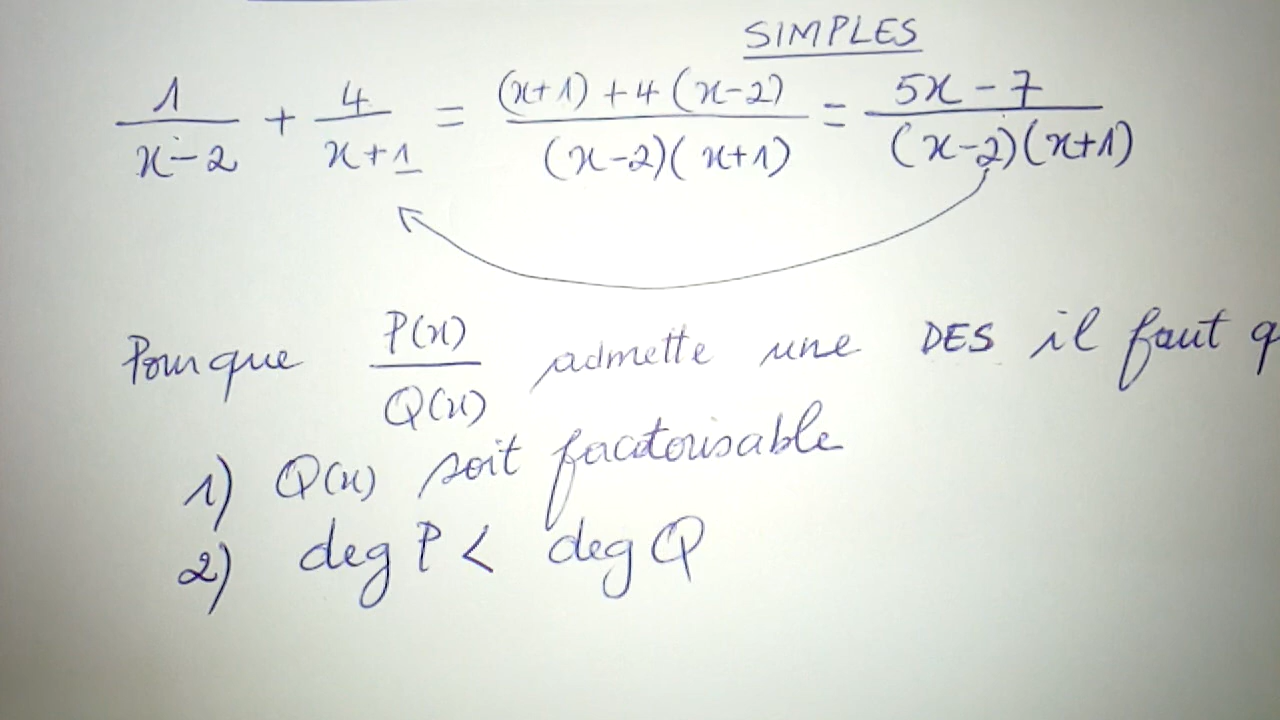 SIMPLES
1/(x-2) + 4/(x+1) = ((x+1)+4(x-2))/((x-2)(x+1)) = (5x-7)/((x-2)(x+1))
Pour que P(x)/Q(x) admette une DES il faut q
1) Q(x) soit factorisable
2) deg P < deg Q